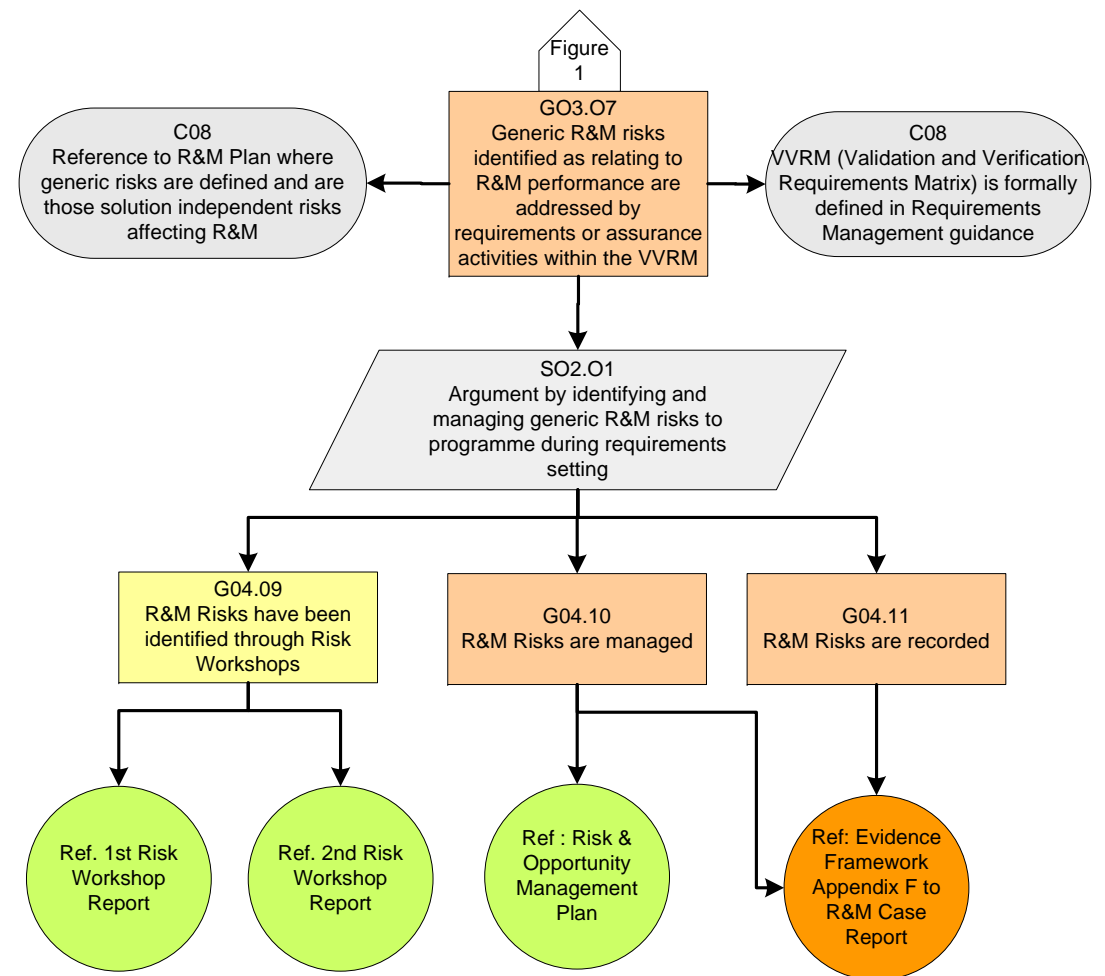 Figure
1
GO3.O7
Generic R&M risks
identified as relating to
R&M performance are
addressed by
requirements or assurance
activities within the VVRM
C08
Reference to R&M Plan where
generic risks are defined and are
those solution independent risks
affecting R&M
C08
VVRM (Validation and Verification
Requirements Matrix) is formally
defined in Requirements
Management guidance
SO2.O1
Argument by identifying and
managing generic R&M risks to
programme during requirements
setting
G04.09
R&M Risks have been
identified through Risk
Workshops
G04.10
R&M Risks are managed
G04.11
R&M Risks are recorded
Ref. 1st Risk
Workshop
Report
Ref. 2nd Risk
Workshop
Report
Ref : Risk &
Opportunity
Management
Plan
Ref: Evidence
Framework
Appendix F to
R&M Case
Report